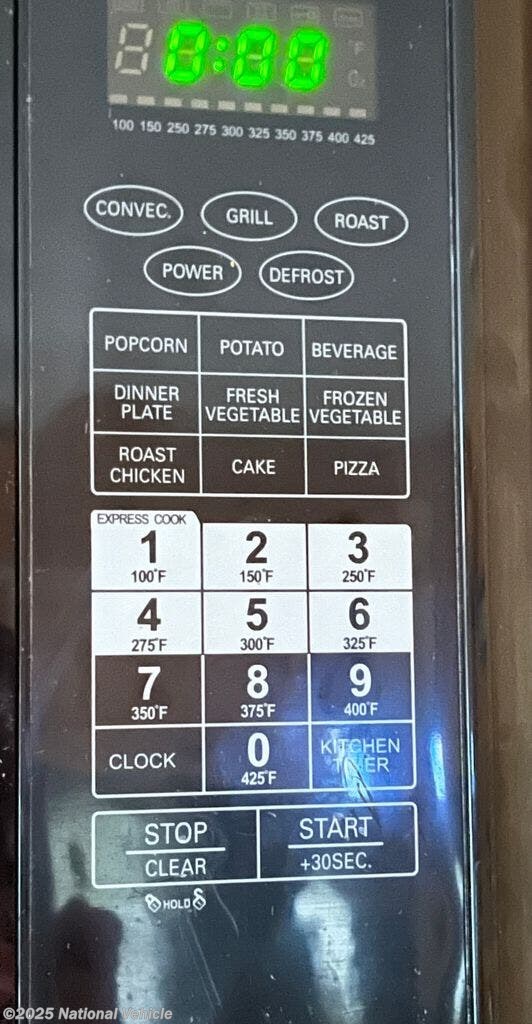 0:00
°F
100 150 250 275 300 325 350 375 400 425
CONVEC. GRILL ROAST
POWER DEFROST
POPCORN POTATO BEVERAGE
DINNER PLATE FRESH VEGETABLE FROZEN VEGETABLE
ROAST CHICKEN CAKE PIZZA
EXPRESS COOK
1 2 3
100°F 150°F 250°F
4 5 6
275°F 300°F 325°F
7 8 9
350°F 375°F 400°F
CLOCK 0 KITCHEN TIMER
425°F
STOP START
CLEAR +30SEC.
HOLD
©2025 National Vehicle